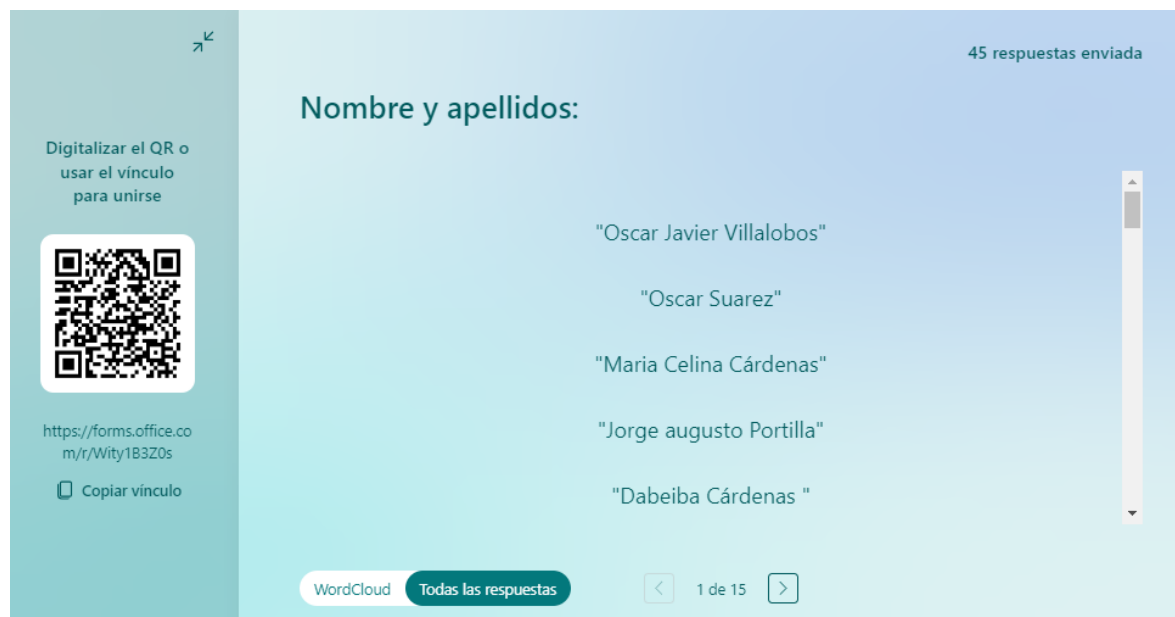 45 respuestas enviada
Nombre y apellidos:
Digitalizar el QR o
usar el vínculo
para unirse
https://forms.office.co
m/r/Wity1B3Z0s
Copiar vínculo
"Oscar Javier Villalobos"
"Oscar Suarez"
"Maria Celina Cárdenas"
"Jorge augusto Portilla"
"Dabeiba Cárdenas "
WordCloud Todas las respuestas 1 de 15